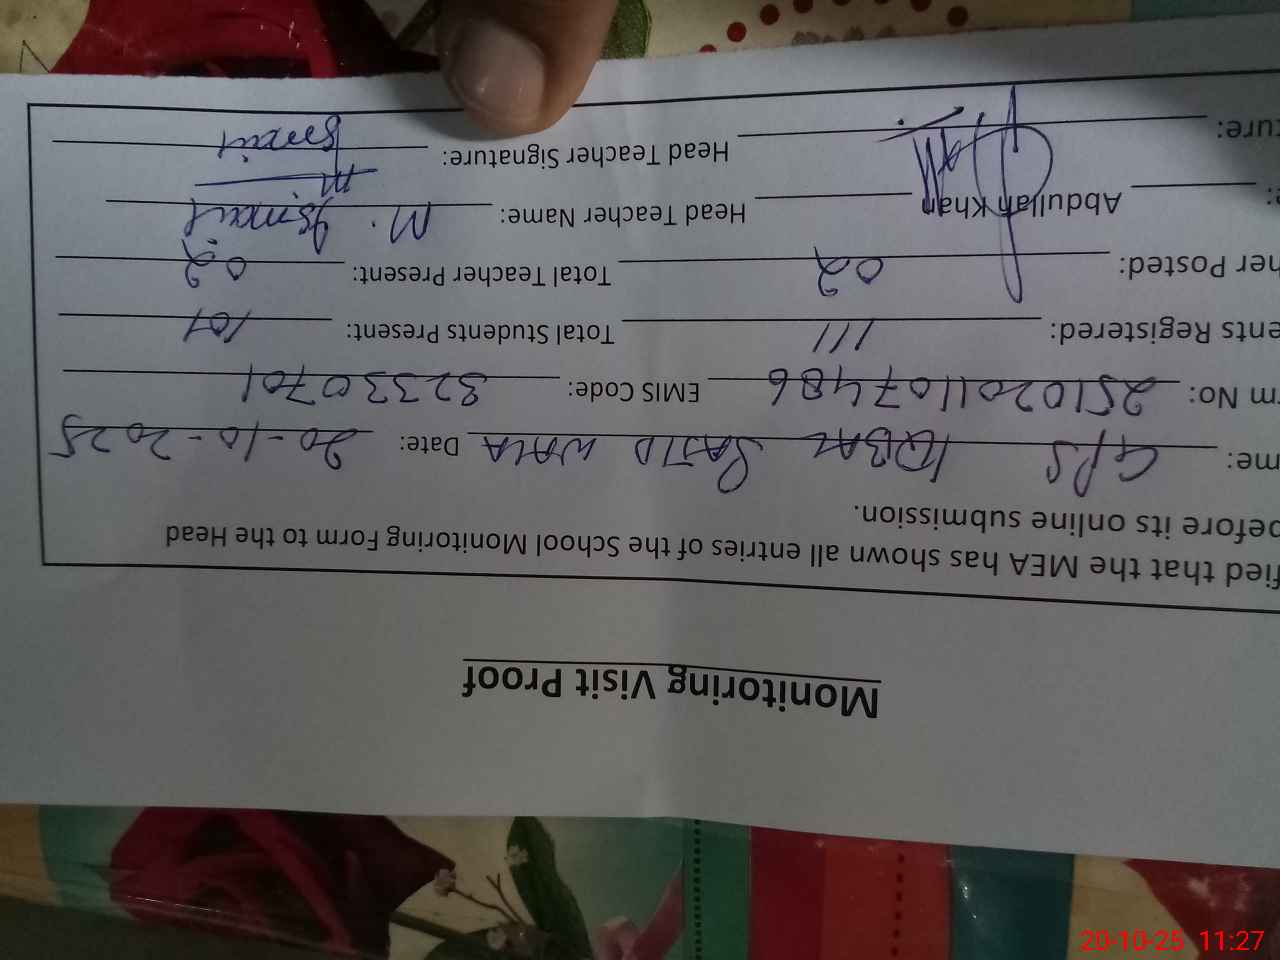 Monitoring Visit Proof
fied that the MEA has shown all entries of the School Monitoring Form to the Head
before its online submission.
me: GPS IQBAL SAJID WALA Date: 20-10-2025
rm No: 2510201107486 EMIS Code: 32330701
ents Registered: 111 Total Students Present: 101
her Posted: 02 Total Teacher Present: 02
: Abdullah Khan Head Teacher Name: M. Ismail
ture: Head Teacher Signature: M Ismail
20-10-25 11:27